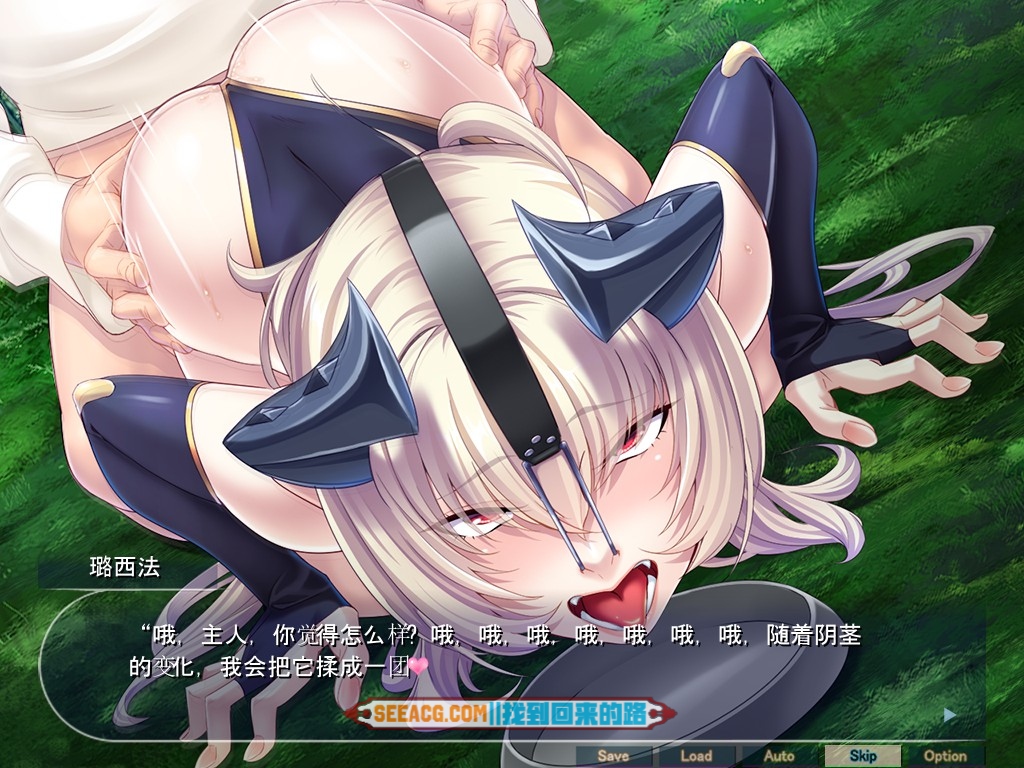 璐西法
“哦，主人，你觉得怎么样？哦，哦，哦，哦，哦，哦，哦，随着阴茎
的变化，我会把它揉成一团
SEEACG.COM||找到回来的路
Save Load Auto Skip Option